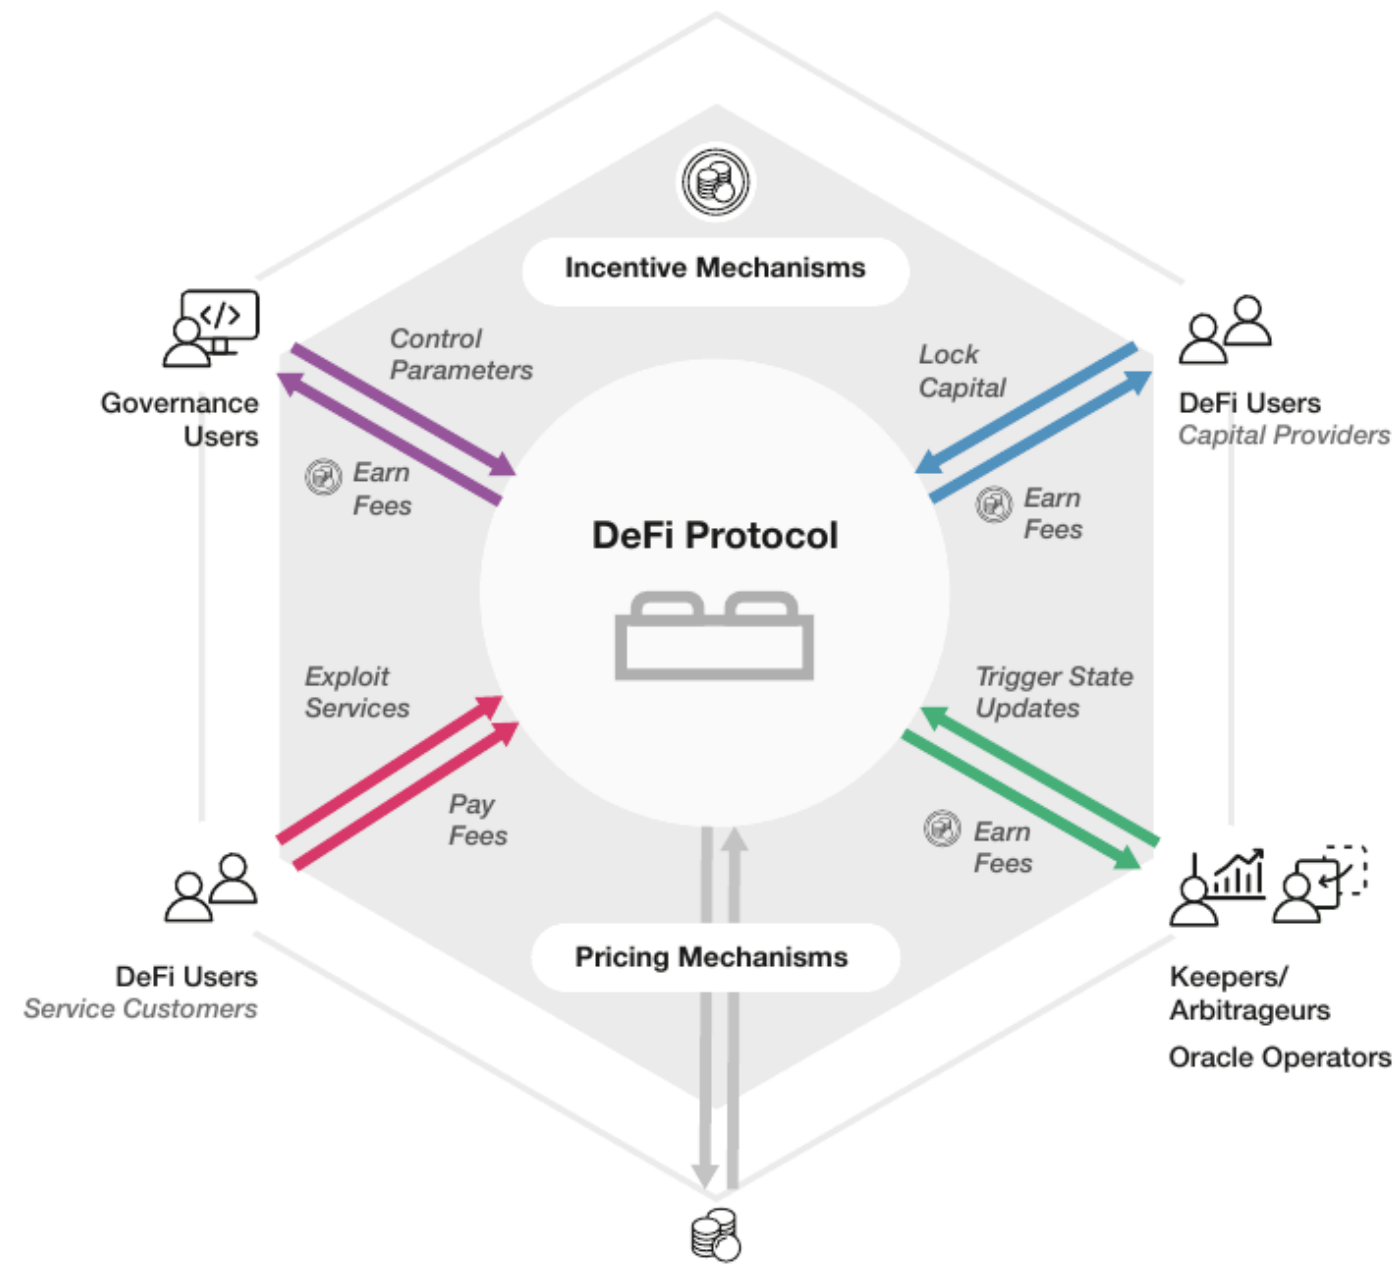 Incentive Mechanisms
</>
Governance
Users
Control
Parameters
Earn
Fees
Lock
Capital
Earn
Fees
DeFi Users
Capital Providers
DeFi Protocol
Exploit
Services
Pay
Fees
DeFi Users
Service Customers
Trigger State
Updates
Earn
Fees
Keepers/
Arbitrageurs
Oracle Operators
Pricing Mechanisms